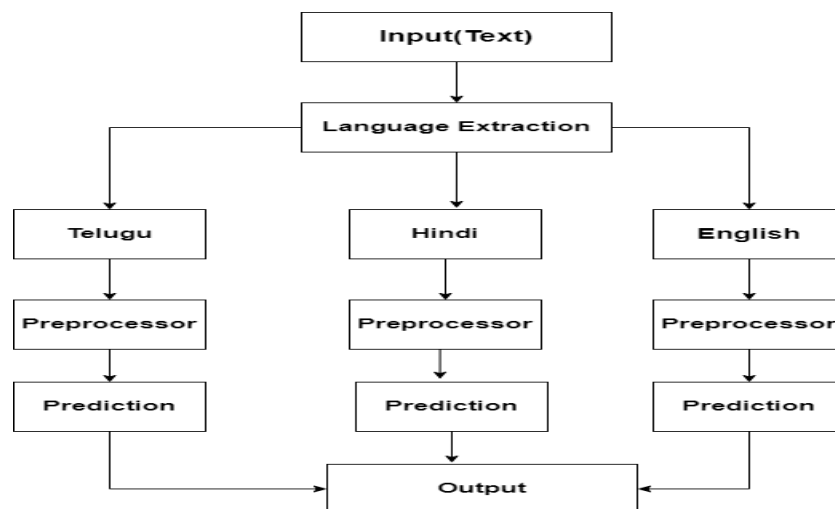 Input(Text)
Language Extraction
Telugu
Hindi
English
Preprocessor
Preprocessor
Preprocessor
Prediction
Prediction
Prediction
Output